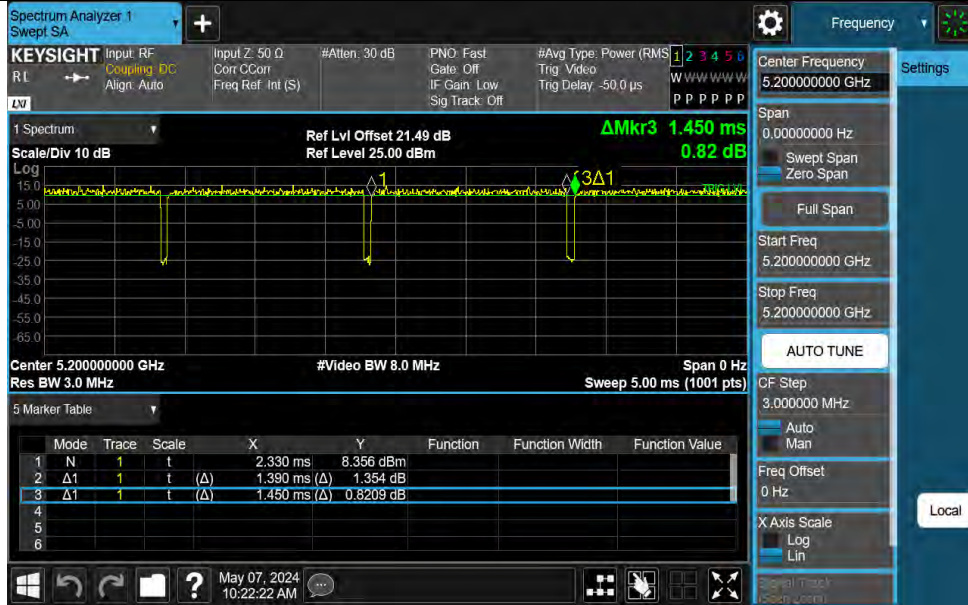 Spectrum Analyzer 1
Swept SA
+
Frequency
KEYSIGHT
RL
LXI
Input: RF
Coupling: DC
Align: Auto
Input Z: 50 Ω
Corr CCorr
Freq Ref: Int (S)
#Atten: 30 dB
PNO: Fast
Gate: Off
IF Gain: Low
Sig Track: Off
#Avg Type: Power (RMS
Trig: Video
Trig Delay: -50.0 µs
1 2 3 4 5 6
W W W W W W
P P P P P P
1 Spectrum
Scale/Div 10 dB
Log
Ref Lvl Offset 21.49 dB
Ref Level 25.00 dBm
ΔMkr3 1.450 ms
0.82 dB
15.0
5.00
-5.00
-15.0
-25.0
-35.0
-45.0
-55.0
-65.0
1
3Δ1
Center 5.200000000 GHz
Res BW 3.0 MHz
#Video BW 8.0 MHz
Span 0 Hz
Sweep 5.00 ms (1001 pts)
5 Marker Table
Mode Trace Scale X Y Function Function Width Function Value
1 N 1 t 2.330 ms 8.356 dBm
2 Δ1 1 t (Δ) 1.390 ms (Δ) 1.354 dB
3 Δ1 1 t (Δ) 1.450 ms (Δ) 0.8209 dB
4
5
6
?
May 07, 2024
10:22:22 AM
Center Frequency
5.200000000 GHz
Span
0.00000000 Hz
Swept Span
Zero Span
Full Span
Start Freq
5.200000000 GHz
Stop Freq
5.200000000 GHz
AUTO TUNE
CF Step
3.000000 MHz
Auto
Man
Freq Offset
0 Hz
X Axis Scale
Log
Lin
Signal Track
(Span Zoom)
Settings
Local